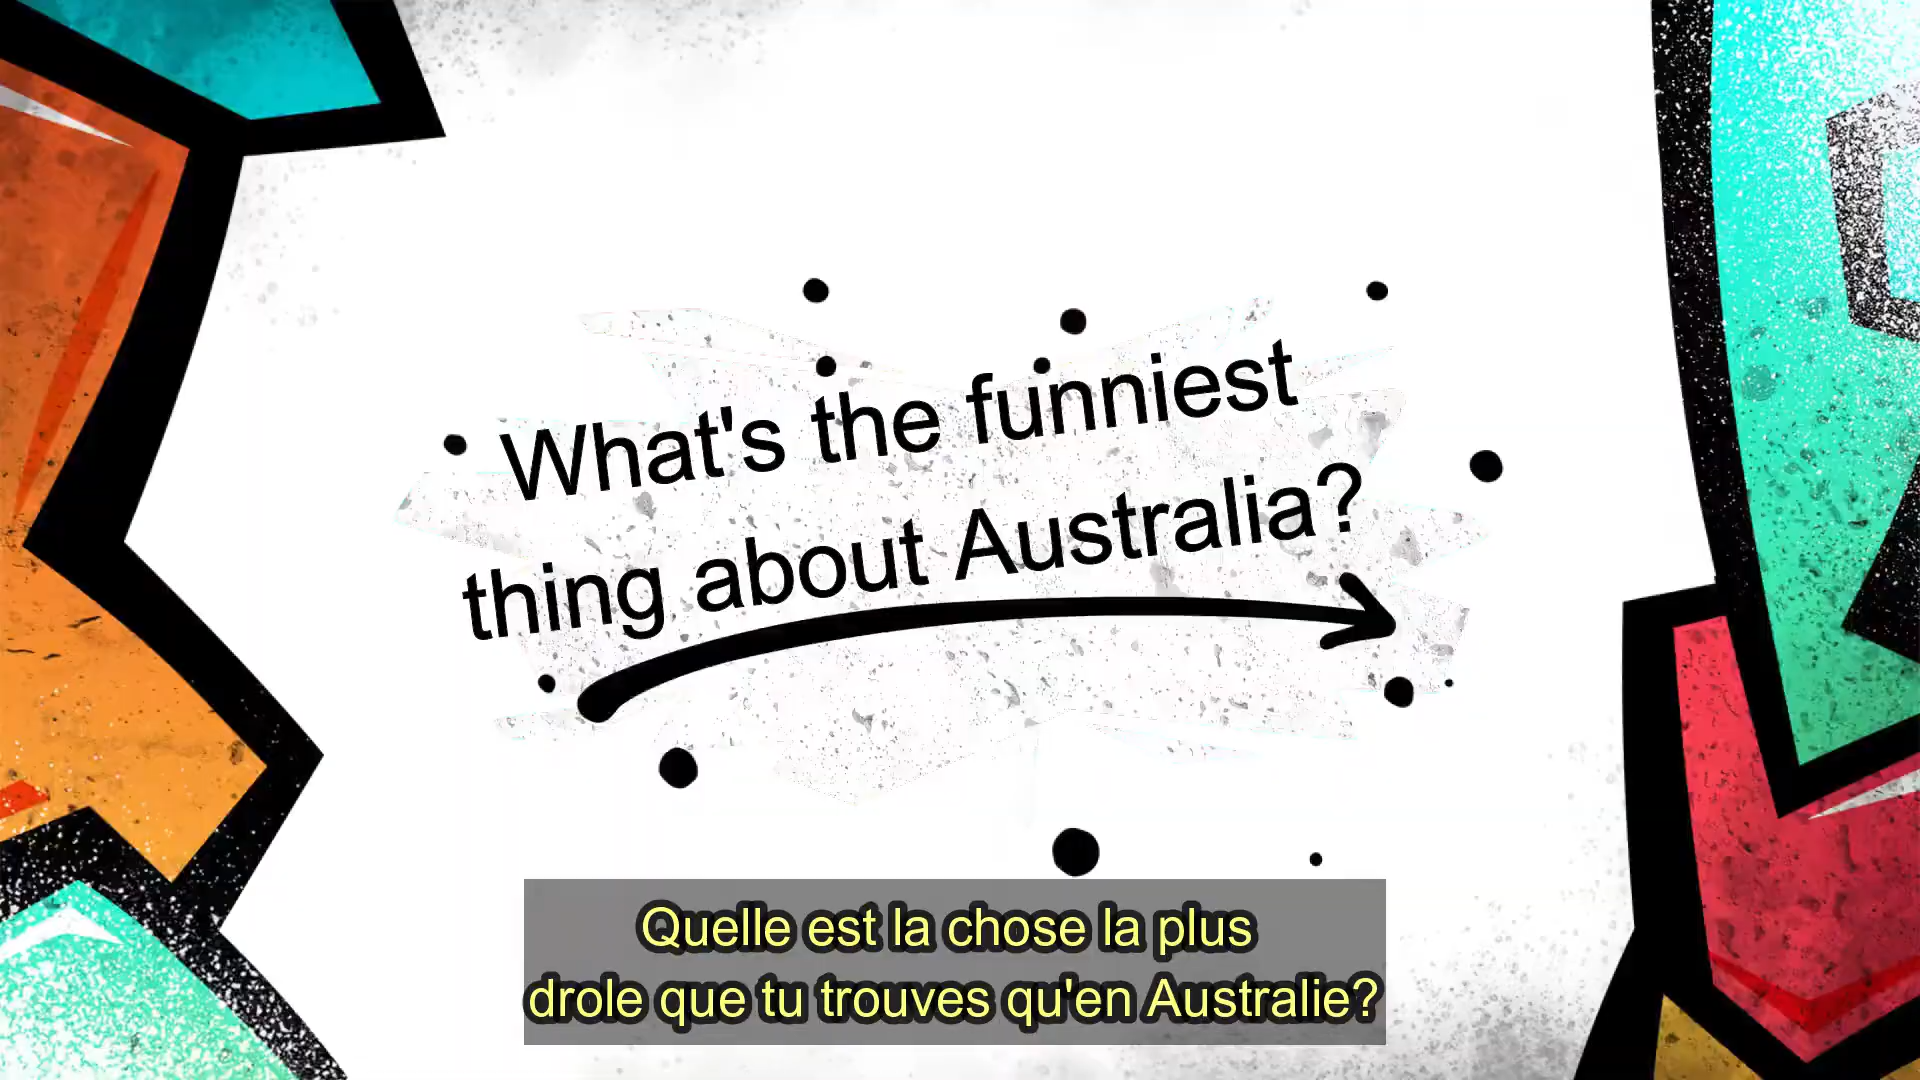 What's the funniest
thing about Australia?
Quelle est la chose la plus
drole que tu trouves qu'en Australie?